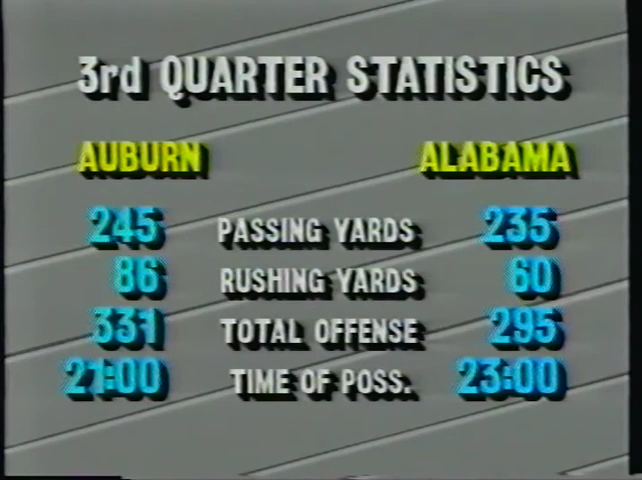 3rd QUARTER STATISTICS
AUBURN ALABAMA
245 PASSING YARDS 235
86 RUSHING YARDS 60
331 TOTAL OFFENSE 295
21:00 TIME OF POSS. 23:00